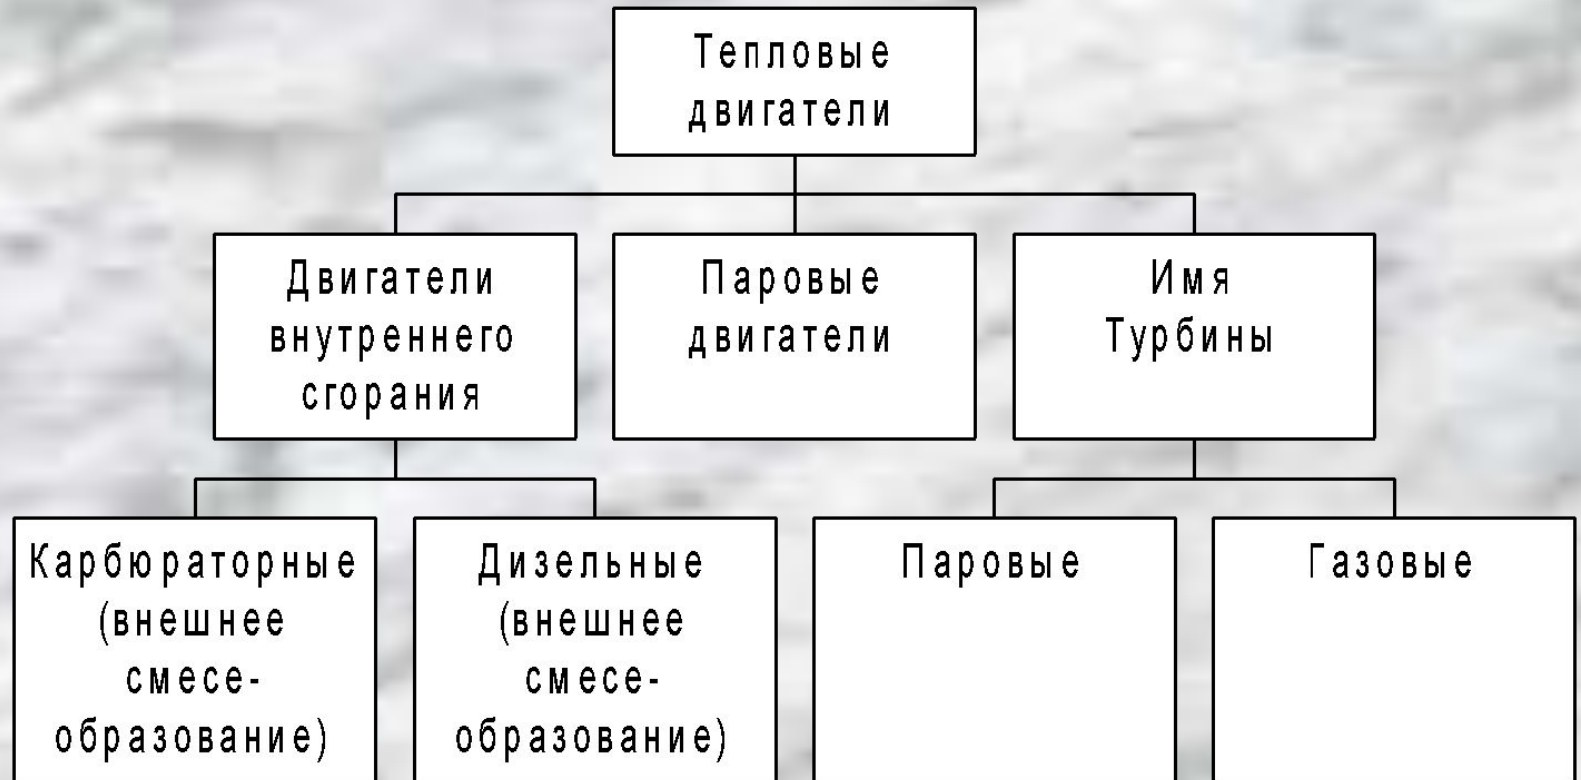 Тепловые
двигатели
Двигатели
внутреннего
сгорания
Паровые
двигатели
Имя
Турбины
Карбюраторные
(внешнее
смесе-
образование)
Дизельные
(внешнее
смесе-
образование)
Паровые
Газовые